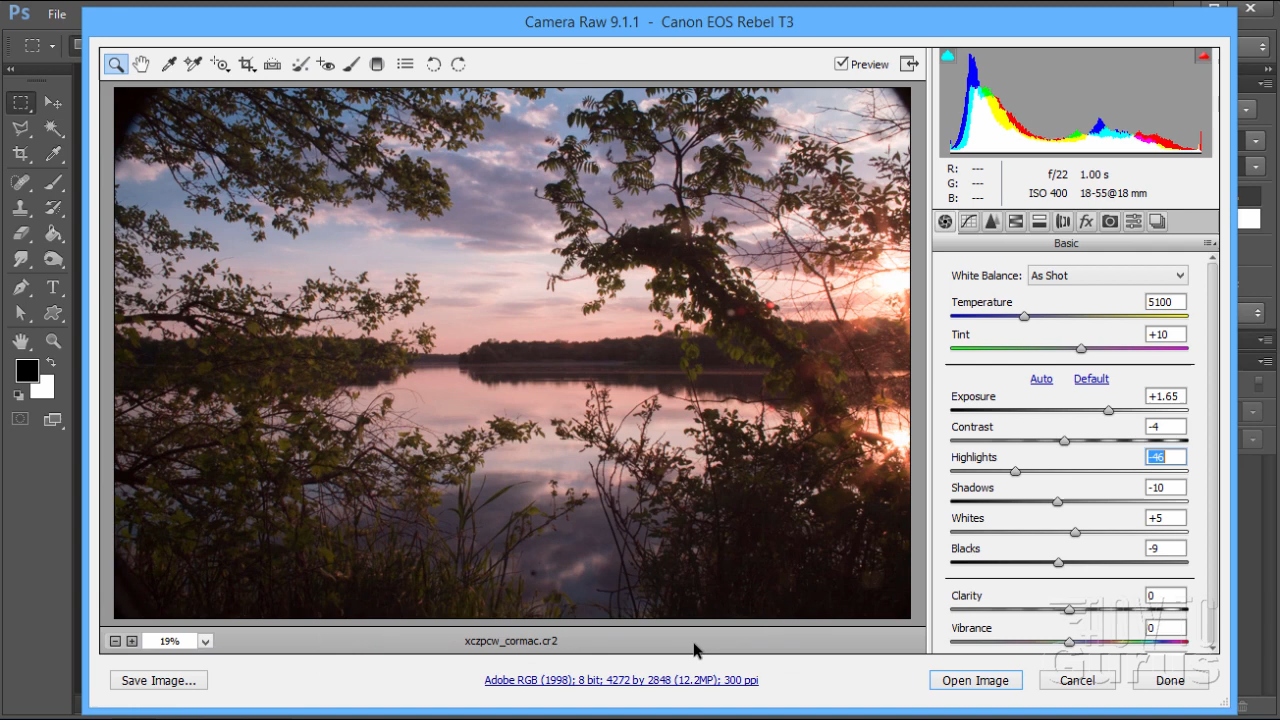 Ps File
Camera Raw 9.1.1 - Canon EOS Rebel T3
Preview
R: ---
G: ---
B: ---
f/22 1.00 s
ISO 400 18-55@18 mm
fx
Basic
White Balance: As Shot
Temperature 5100
Tint +10
Auto Default
Exposure +1.65
Contrast -4
Highlights -46
Shadows -10
Whites +5
Blacks -9
Clarity 0
Vibrance 0
T
19%
xczpcw_cormac.cr2
Save Image...
Adobe RGB (1998); 8 bit; 4272 by 2848 (12.2MP); 300 ppi
Open Image
Cancel
Done
HOWTO
Gurus